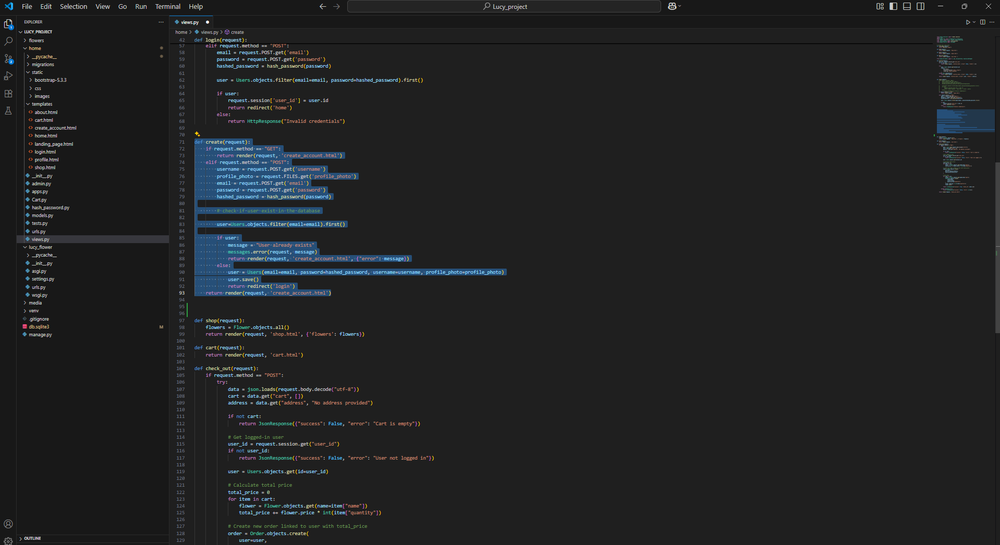 File Edit Selection View Go Run Terminal Help
Lucy_project
EXPLORER
views.py
LUCY_PROJECT
flowers
home
__pycache__
migrations
static
bootstrap-5.3.3
css
images
templates
about.html
cart.html
create_account.html
home.html
landing_page.html
login.html
profile.html
shop.html
__init__.py
admin.py
apps.py
Cart.py
hash_password.py
models.py
tests.py
urls.py
views.py
lucy_flower
__pycache__
__init__.py
asgi.py
settings.py
urls.py
wsgi.py
media
venv
.gitignore
db.sqlite3 M
manage.py
OUTLINE
1
2
home > views.py > create
42 def login(request):
57 elif request.method == "POST":
58 email = request.POST.get('email')
59 password = request.POST.get('password')
60 hashed_password = hash_password(password)
61
62 user = Users.objects.filter(email=email, password=hashed_password).first()
63
64 if user:
65 request.session['user_id'] = user.id
66 return redirect('home')
67 else:
68 return HttpResponse("Invalid credentials")
69
70
71 def create(request):
72 if request.method == "GET":
73 return render(request, 'create_account.html')
74 elif request.method == "POST":
75 username = request.POST.get('username')
76 profile_photo = request.FILES.get('profile_photo')
77 email = request.POST.get('email')
78 password = request.POST.get('password')
79 hashed_password = hash_password(password)
80
81 # check if user exist in the database
82
83 user=Users.objects.filter(email=email).first()
84
85 if user:
86 message = "User already exists"
87 messages.error(request, message)
88 return render(request, 'create_account.html', {"error": message})
89 else:
90 user = Users(email=email, password=hashed_password, username=username, profile_photo=profile_photo)
91 user.save()
92 return redirect('login')
93 return render(request, 'create_account.html')
94
95
96
97 def shop(request):
98 flowers = Flower.objects.all()
99 return render(request, 'shop.html', {'flowers': flowers})
100
101 def cart(request):
102 return render(request, 'cart.html')
103
104 def check_out(request):
105 if request.method == "POST":
106 try:
107 data = json.loads(request.body.decode("utf-8"))
108 cart = data.get("cart", [])
109 address = data.get("address", "No address provided")
110
111 if not cart:
112 return JsonResponse({"success": False, "error": "Cart is empty"})
113
114 # Get logged-in user
115 user_id = request.session.get("user_id")
116 if not user_id:
117 return JsonResponse({"success": False, "error": "User not logged in"})
118
119 user = Users.objects.get(id=user_id)
120
121 # Calculate total price
122 total_price = 0
123 for item in cart:
124 flower = Flower.objects.get(name=item["name"])
125 total_price += flower.price * int(item["quantity"])
126
127 # Create new order linked to user with total_price
128 order = Order.objects.create(
129 user=user,